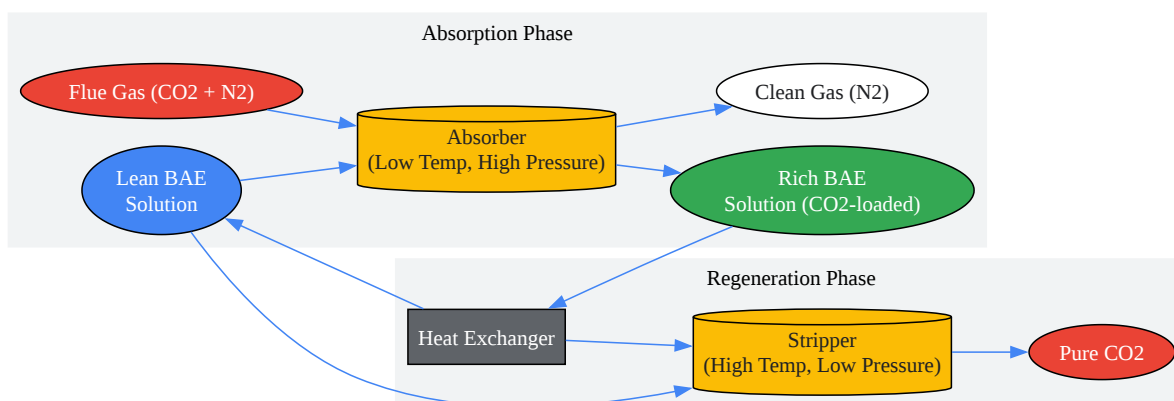 Absorption Phase
Flue Gas (CO2 + N2)
Clean Gas (N2)
Absorber
(Low Temp, High Pressure)
Lean BAE
Solution
Rich BAE
Solution (CO2-loaded)
Regeneration Phase
Heat Exchanger
Stripper
(High Temp, Low Pressure)
Pure CO2